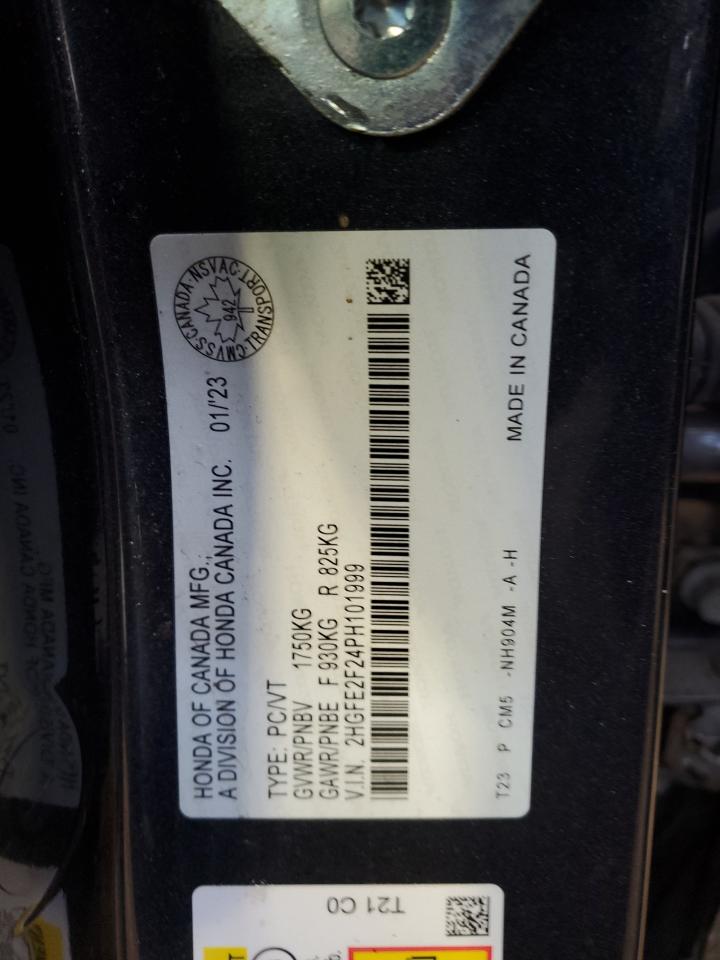 HONDA OF CANADA MFG.,
A DIVISION OF HONDA CANADA INC. 01/'23
CMVSS CANADA·NSVAC·TRANSPORT·
942
TYPE: PC/VT
GVWR/PNBV 1750KG
GAWR/PNBE F 930KG R 825KG
V.I.N. 2HGFE2F24PH101999
MADE IN CANADA
T23 P CM5 -NH904M -A -H
T21 C0